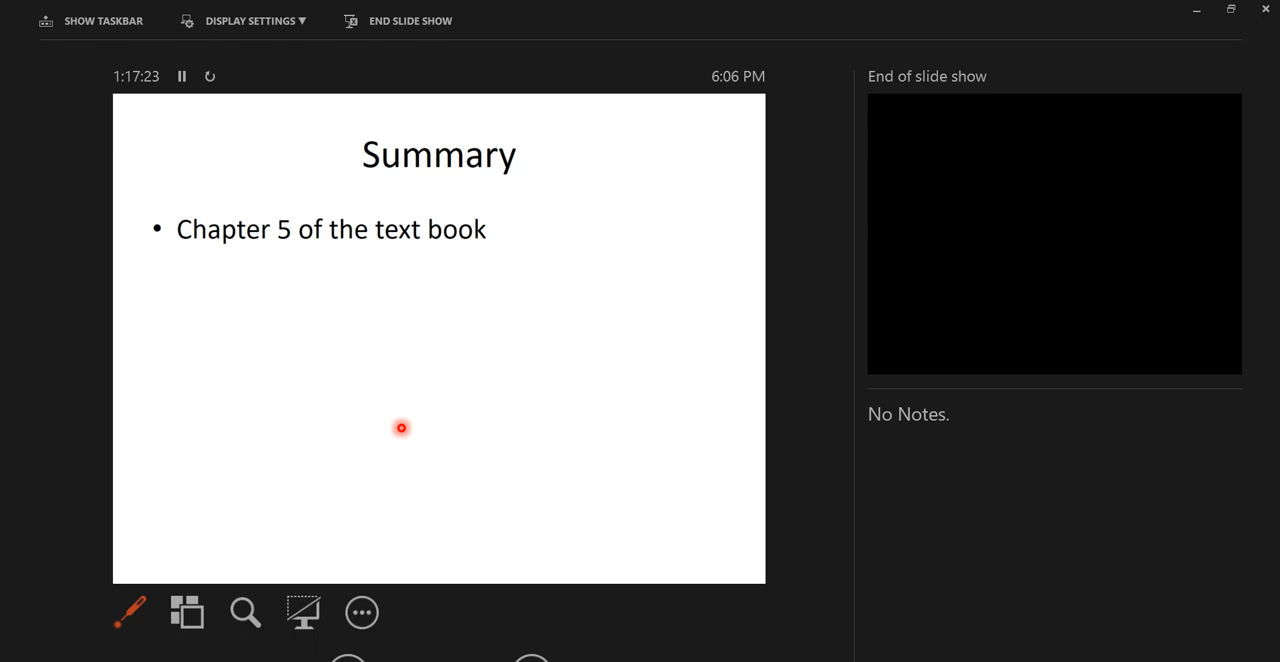 SHOW TASKBAR
DISPLAY SETTINGS ▼
END SLIDE SHOW
1:17:23
6:06 PM
End of slide show
Summary
• Chapter 5 of the text book
No Notes.